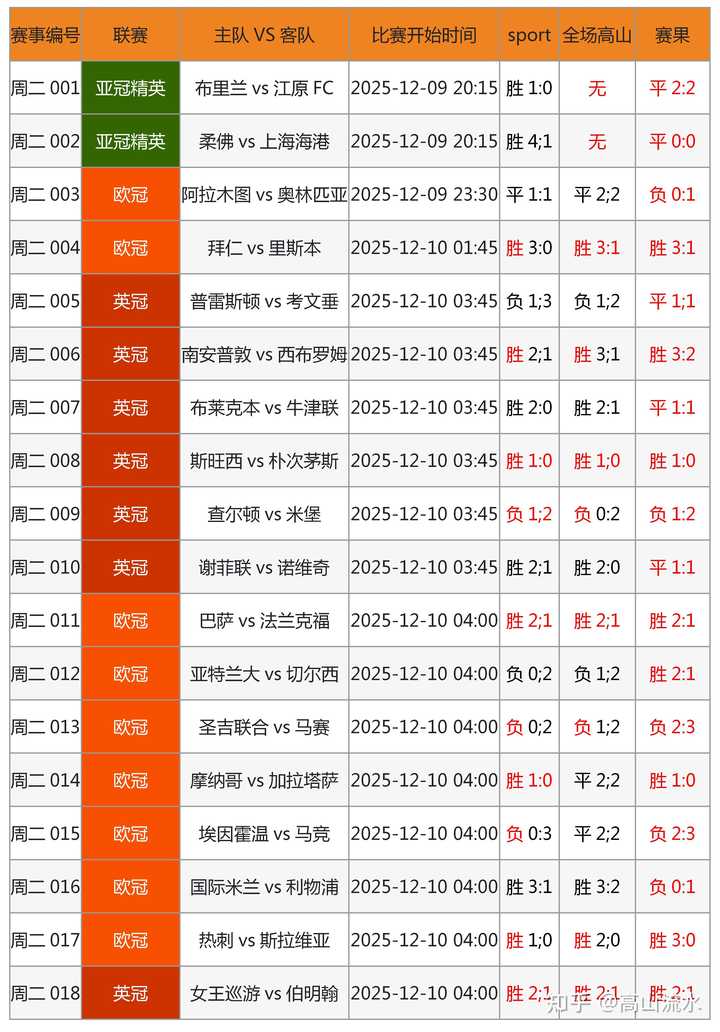 赛事编号 联赛 主队 VS 客队 比赛开始时间 sport 全场高山 赛果
周二 001 亚冠精英 布里兰 vs 江原 FC 2025-12-09 20:15 胜 1:0 无 平 2:2
周二 002 亚冠精英 柔佛 vs 上海海港 2025-12-09 20:15 胜 4;1 无 平 0:0
周二 003 欧冠 阿拉木图 vs 奥林匹亚 2025-12-09 23:30 平 1:1 平 2;2 负 0:1
周二 004 欧冠 拜仁 vs 里斯本 2025-12-10 01:45 胜 3:0 胜 3:1 胜 3:1
周二 005 英冠 普雷斯顿 vs 考文垂 2025-12-10 03:45 负 1;3 负 1;2 平 1;1
周二 006 英冠 南安普敦 vs 西布罗姆 2025-12-10 03:45 胜 2;1 胜 3;1 胜 3:2
周二 007 英冠 布莱克本 vs 牛津联 2025-12-10 03:45 胜 2:0 胜 2:1 平 1:1
周二 008 英冠 斯旺西 vs 朴次茅斯 2025-12-10 03:45 胜 1:0 胜 1;0 胜 1:0
周二 009 英冠 查尔顿 vs 米堡 2025-12-10 03:45 负 1;2 负 0:2 负 1:2
周二 010 英冠 谢菲联 vs 诺维奇 2025-12-10 03:45 胜 2;1 胜 2:0 平 1:1
周二 011 欧冠 巴萨 vs 法兰克福 2025-12-10 04:00 胜 2;1 胜 2;1 胜 2:1
周二 012 欧冠 亚特兰大 vs 切尔西 2025-12-10 04:00 负 0;2 负 1;2 胜 2:1
周二 013 欧冠 圣吉联合 vs 马赛 2025-12-10 04:00 负 0;2 负 1;2 负 2:3
周二 014 欧冠 摩纳哥 vs 加拉塔萨 2025-12-10 04:00 胜 1:0 平 2;2 胜 1:0
周二 015 欧冠 埃因霍温 vs 马竞 2025-12-10 04:00 负 0:3 平 2;2 负 2:3
周二 016 欧冠 国际米兰 vs 利物浦 2025-12-10 04:00 胜 3:1 胜 3:2 负 0:1
周二 017 欧冠 热刺 vs 斯拉维亚 2025-12-10 04:00 胜 1;0 胜 2;0 胜 3:0
周二 018 英冠 女王巡游 vs 伯明翰 2025-12-10 04:00 胜 2;1 胜 2;1 胜 2;1
知乎 @高山流水